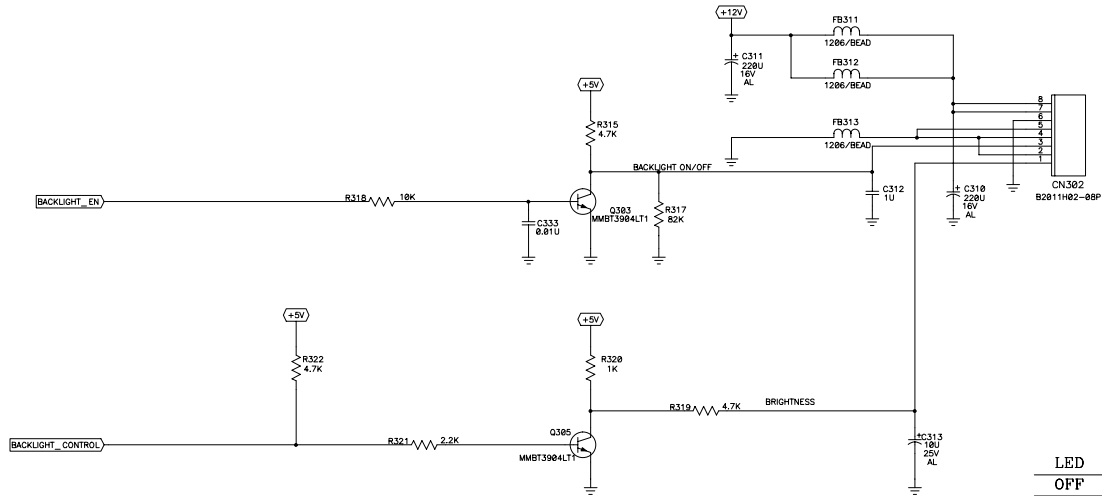 +12V
FB311
1206/BEAD
+ C311
220U
16V
AL
FB312
1206/BEAD
+5V
R315
4.7K
FB313
1206/BEAD
8
7
6
5
4
3
2
1
CN302
B2011H02-08P
BACKLIGHT ON/OFF
BACKLIGHT_EN
R318
10K
C333
0.01U
Q303
MMBT3904LT1
R317
82K
C312
1U
+ C310
220U
16V
AL
+5V
R322
4.7K
+5V
R320
1K
R319
4.7K
BRIGHTNESS
BACKLIGHT_CONTROL
R321
2.2K
Q305
MMBT3904LT1
+C313
10U
25V
AL
LED
OFF